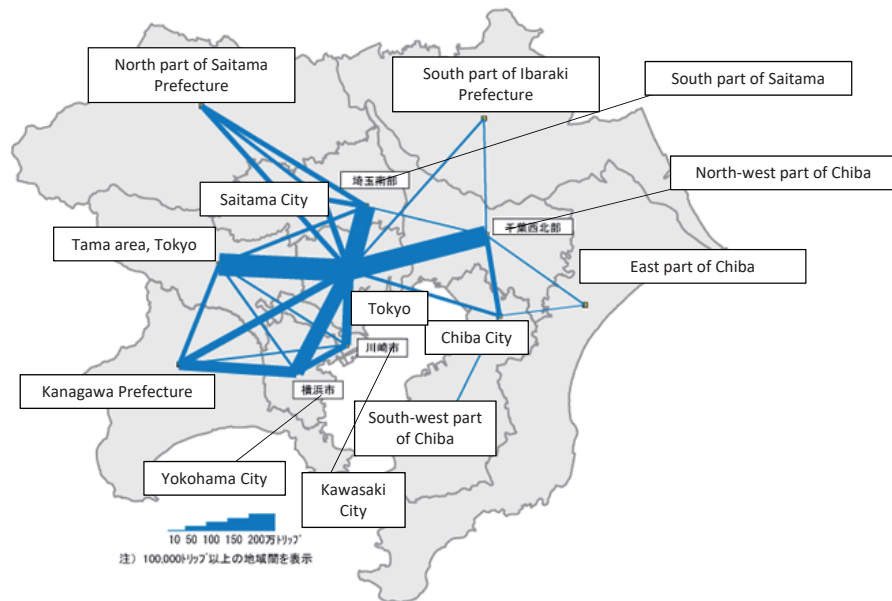 North part of Saitama
Prefecture
South part of Ibaraki
Prefecture
South part of Saitama
埼玉南部
North-west part of Chiba
Saitama City
千葉西北部
Tama area, Tokyo
East part of Chiba
Tokyo
川崎市
Chiba City
Kanagawa Prefecture
横浜市
South-west part
of Chiba
Yokohama City
Kawasaki
City
10 50 100 150 200万トリップ
注）100,000トリップ以上の地域間を表示